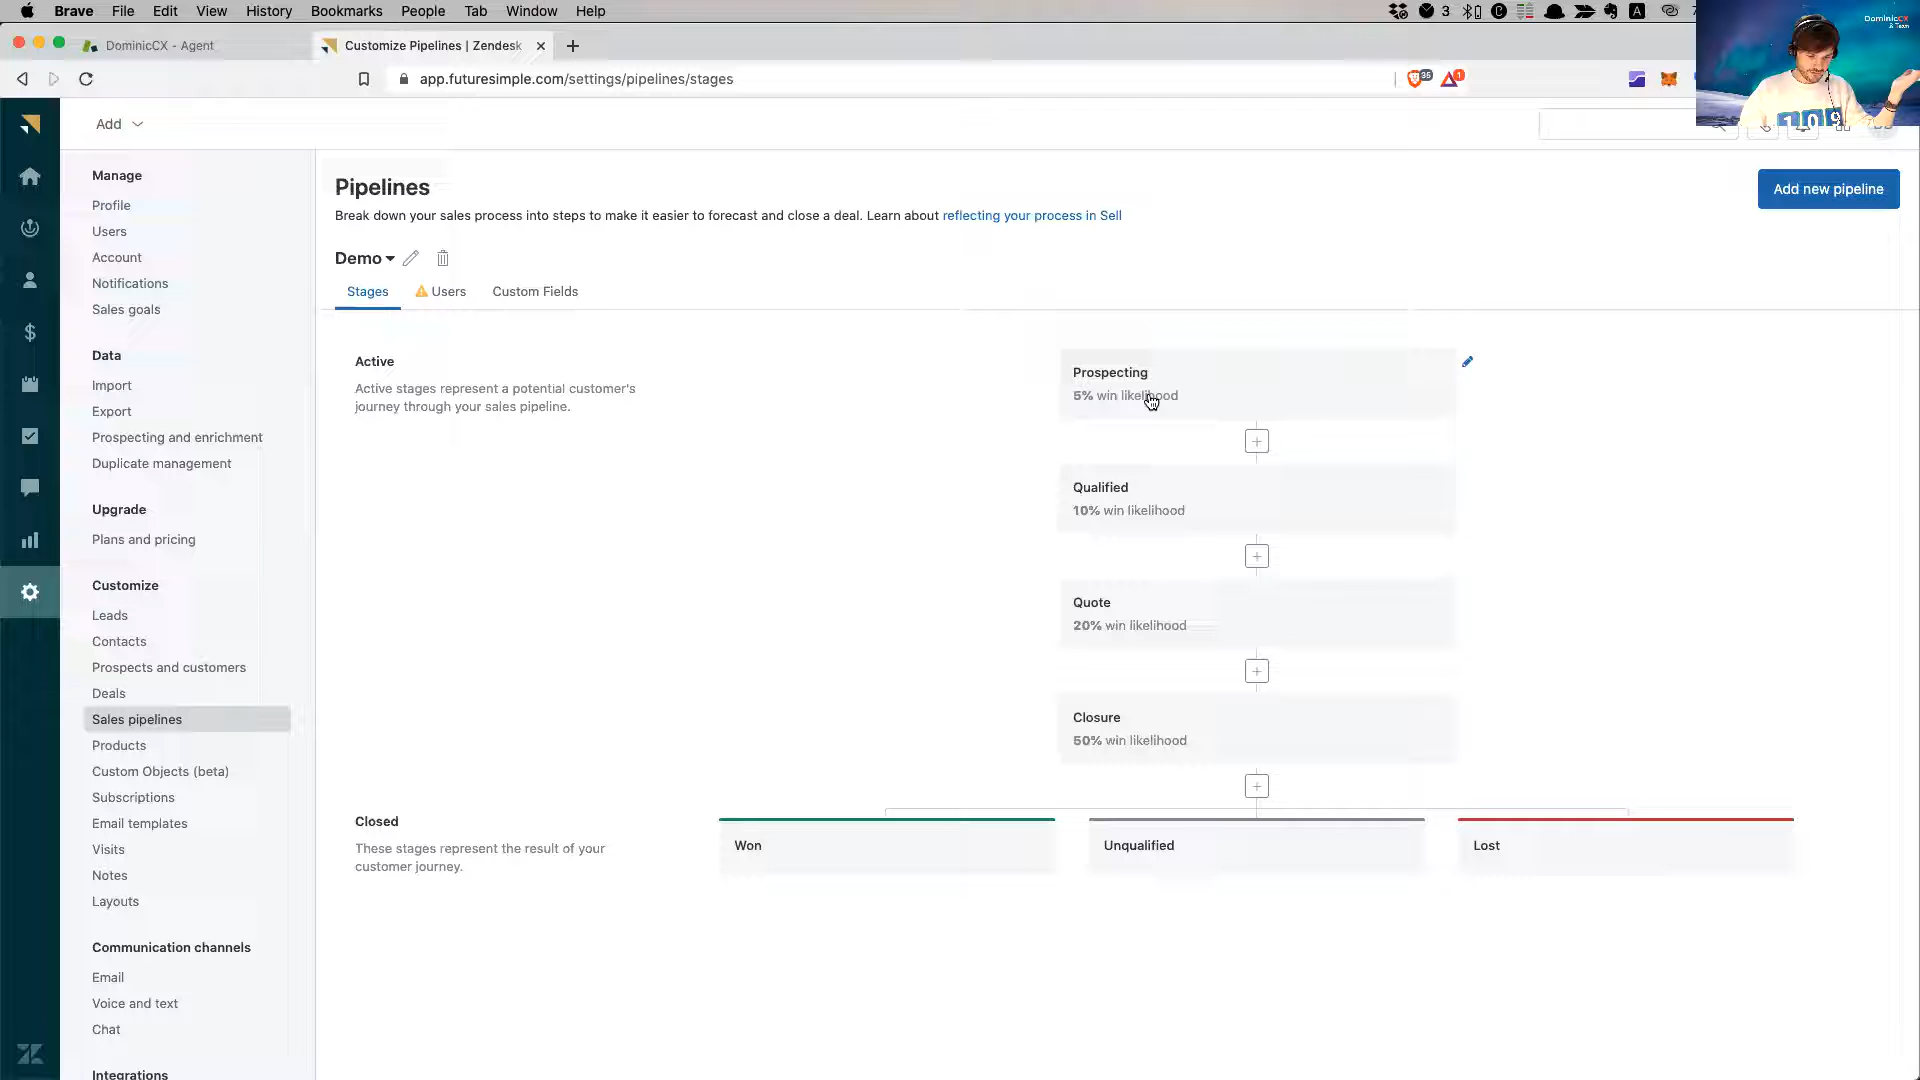 Brave File Edit View History Bookmarks People Tab Window Help
3
DominicCX - Agent
Customize Pipelines | Zendesk
app.futuresimple.com/settings/pipelines/stages
35
1
DominicCX
& Team
109
Add
Manage
Profile
Users
Account
Notifications
Sales goals
Data
Import
Export
Prospecting and enrichment
Duplicate management
Upgrade
Plans and pricing
Customize
Leads
Contacts
Prospects and customers
Deals
Sales pipelines
Products
Custom Objects (beta)
Subscriptions
Email templates
Visits
Notes
Layouts
Communication channels
Email
Voice and text
Chat
Integrations
Pipelines
Add new pipeline
Break down your sales process into steps to make it easier to forecast and close a deal. Learn about reflecting your process in Sell
Demo
Stages Users Custom Fields
Active
Active stages represent a potential customer's
journey through your sales pipeline.
Prospecting
5% win likelihood
Qualified
10% win likelihood
Quote
20% win likelihood
Closure
50% win likelihood
Closed
These stages represent the result of your
customer journey.
Won
Unqualified
Lost